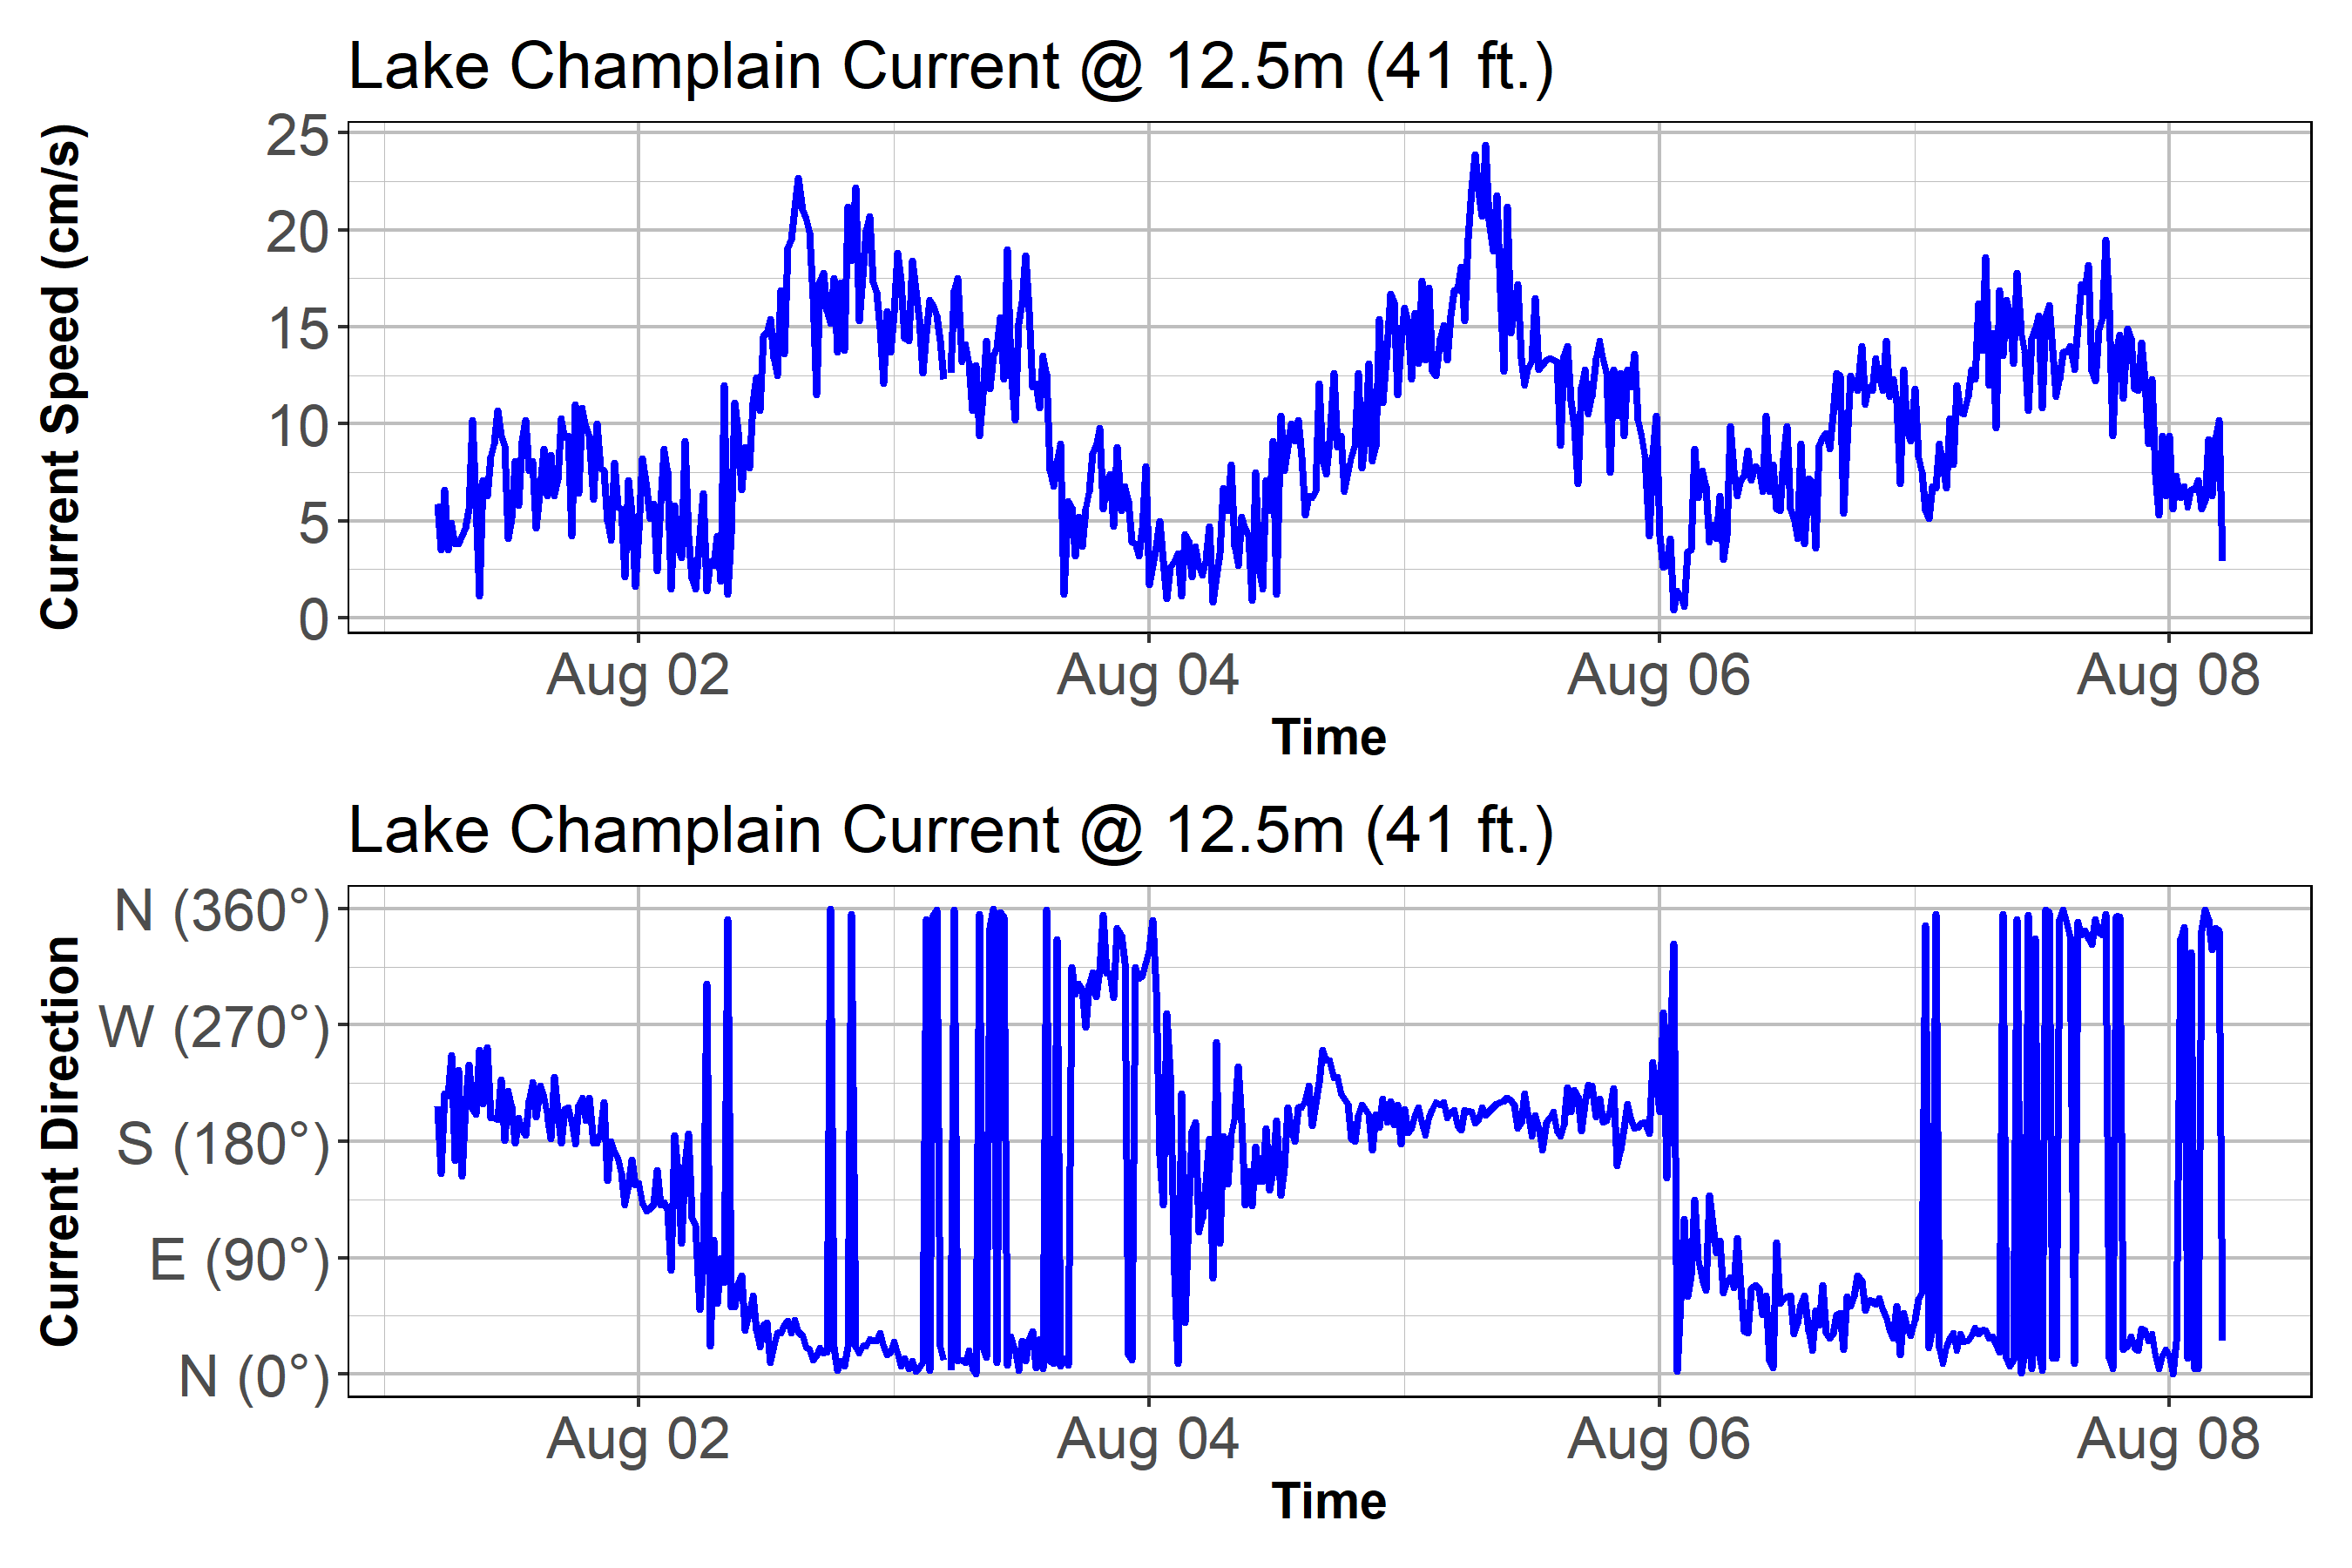 Lake Champlain Current @ 12.5m (41 ft.)
Current Speed (cm/s)
25
20
15
10
5
0
Aug 02 Aug 04 Aug 06 Aug 08
Time
Lake Champlain Current @ 12.5m (41 ft.)
Current Direction
N (360°)
W (270°)
S (180°)
E (90°)
N (0°)
Aug 02 Aug 04 Aug 06 Aug 08
Time